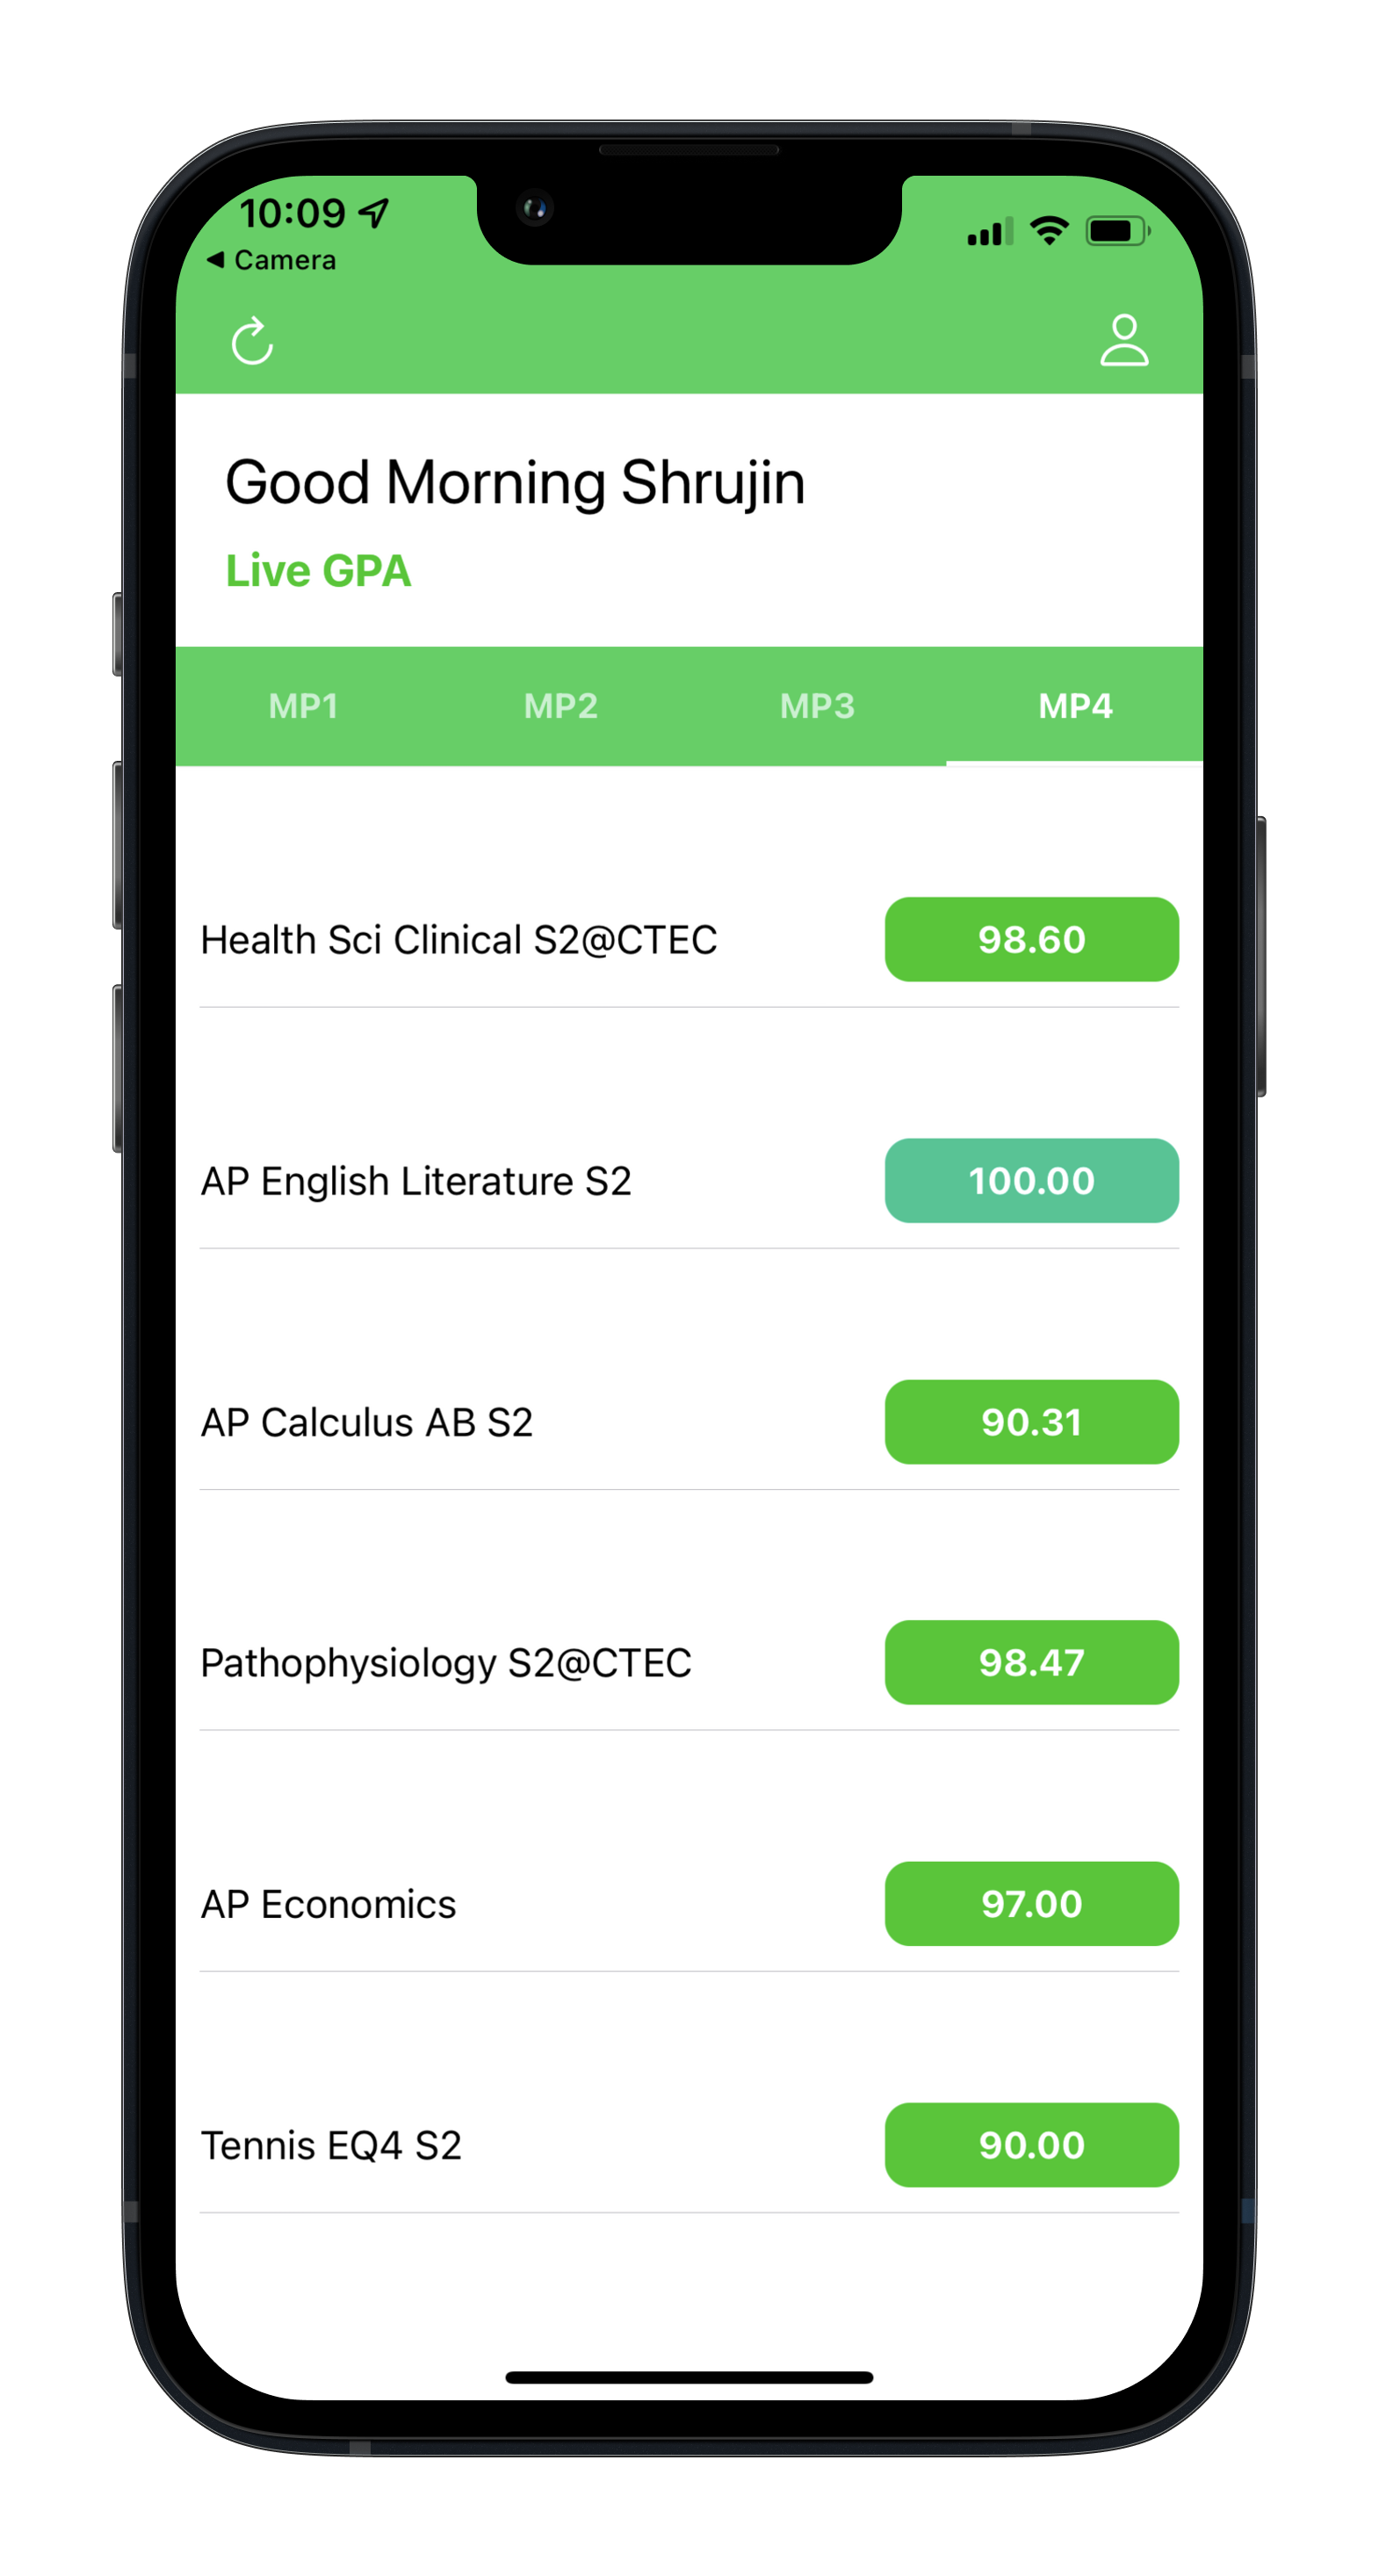 10:09
Camera
Good Morning Shrujin
Live GPA
MP1 MP2 MP3 MP4
Health Sci Clinical S2@CTEC 98.60
AP English Literature S2 100.00
AP Calculus AB S2 90.31
Pathophysiology S2@CTEC 98.47
AP Economics 97.00
Tennis EQ4 S2 90.00